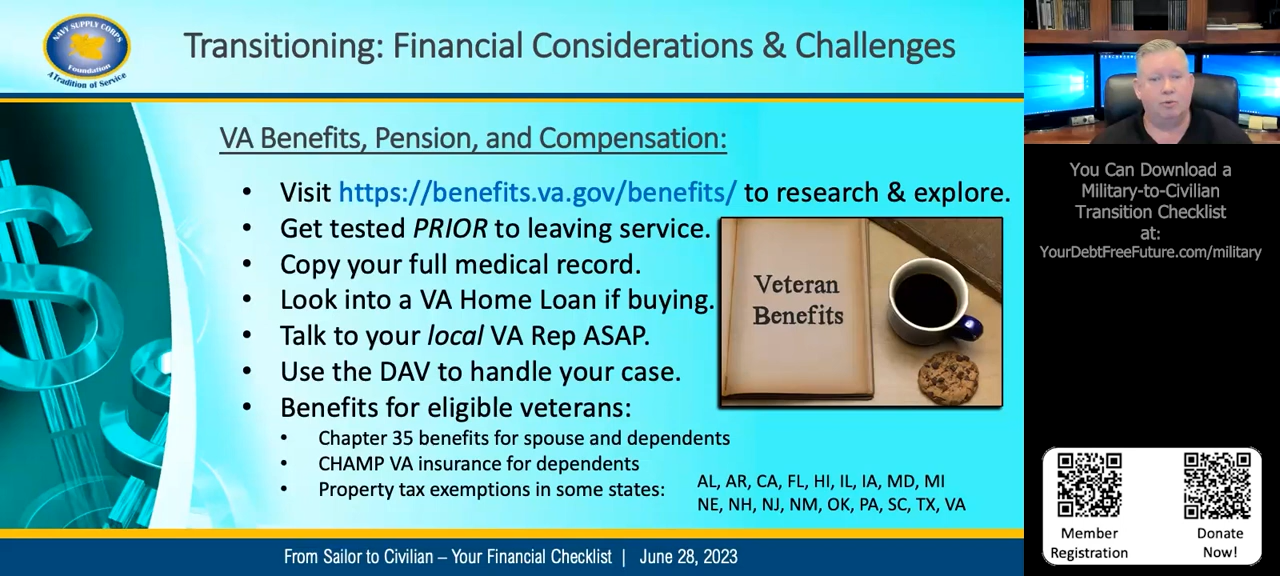 NAVY SUPPLY CORPS
Foundation
A Tradition of Service
Transitioning: Financial Considerations & Challenges
VA Benefits, Pension, and Compensation:
• Visit https://benefits.va.gov/benefits/ to research & explore.
• Get tested PRIOR to leaving service.
• Copy your full medical record.
• Look into a VA Home Loan if buying.
• Talk to your local VA Rep ASAP.
• Use the DAV to handle your case.
• Benefits for eligible veterans:
• Chapter 35 benefits for spouse and dependents
• CHAMP VA insurance for dependents
• Property tax exemptions in some states:
AL, AR, CA, FL, HI, IL, IA, MD, MI
NE, NH, NJ, NM, OK, PA, SC, TX, VA
Veteran
Benefits
From Sailor to Civilian – Your Financial Checklist | June 28, 2023
You Can Download a
Military-to-Civilian
Transition Checklist
at:
YourDebtFreeFuture.com/military
Member
Registration
Donate
Now!